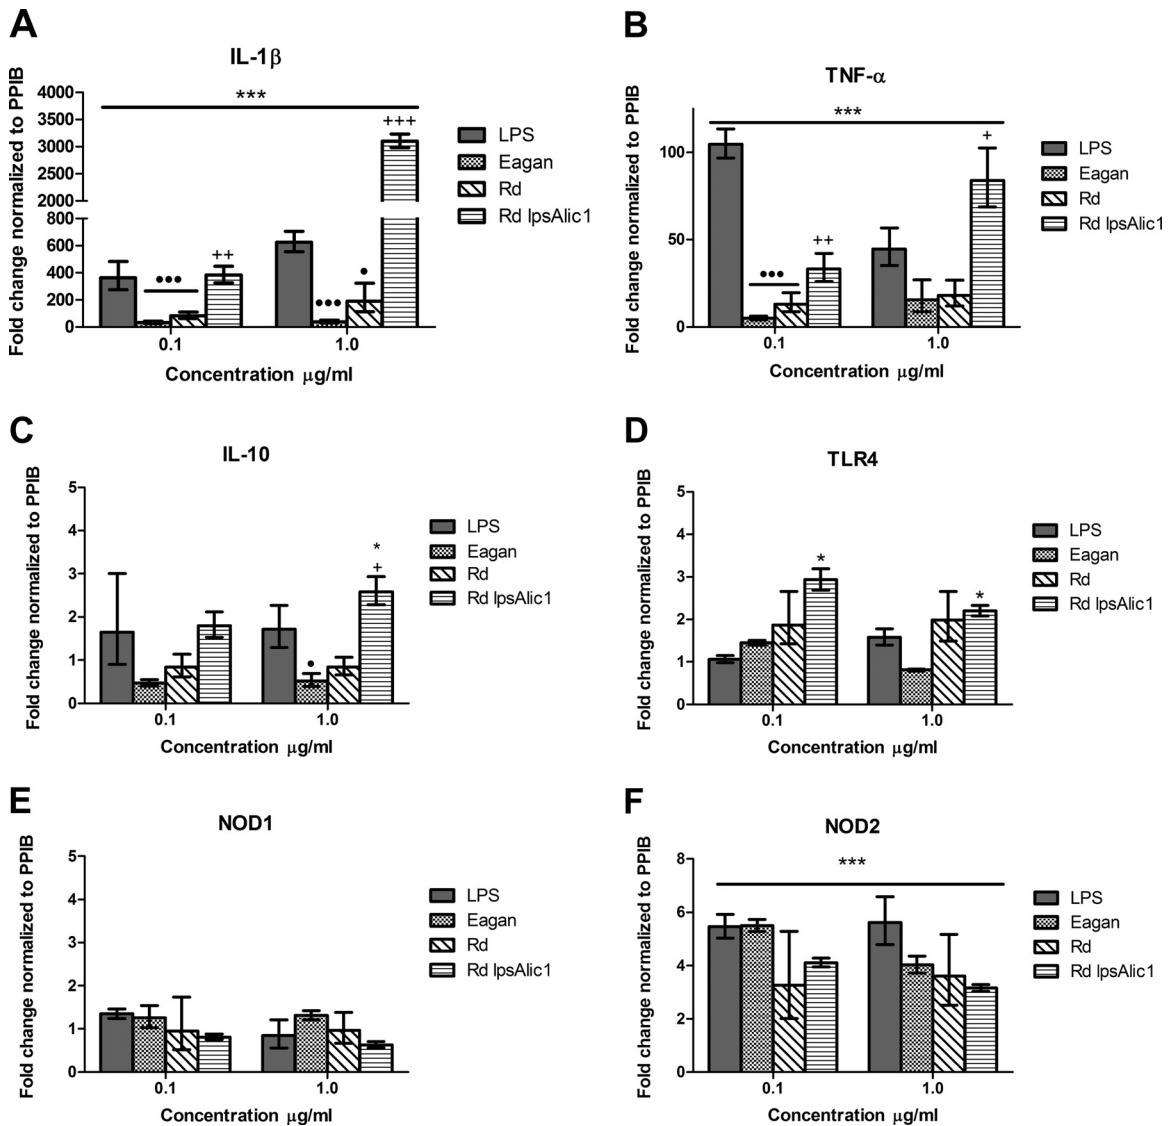 A
IL-1β
Fold change normalized to PPIB
4000
3500
3000
2500
2000
800
600
400
200
0
***
•••
++
•••
•
+++
0.1
1.0
Concentration μg/ml
LPS
Eagan
Rd
Rd lpsAlic1
B
TNF-α
Fold change normalized to PPIB
100
50
0
***
•••
++
+
0.1
1.0
Concentration μg/ml
LPS
Eagan
Rd
Rd lpsAlic1
C
IL-10
Fold change normalized to PPIB
5
4
3
2
1
0
•
*
+
0.1
1.0
Concentration μg/ml
LPS
Eagan
Rd
Rd lpsAlic1
D
TLR4
Fold change normalized to PPIB
5
4
3
2
1
0
*
*
0.1
1.0
Concentration μg/ml
LPS
Eagan
Rd
Rd lpsAlic1
E
NOD1
Fold change normalized to PPIB
5
4
3
2
1
0
0.1
1.0
Concentration μg/ml
LPS
Eagan
Rd
Rd lpsAlic1
F
NOD2
Fold change normalized to PPIB
8
6
4
2
0
***
0.1
1.0
Concentration μg/ml
LPS
Eagan
Rd
Rd lpsAlic1